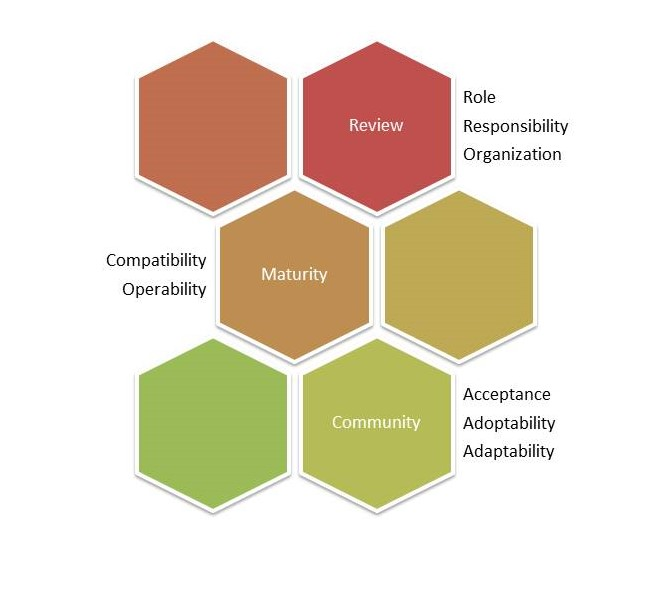 Review
Role
Responsibility
Organization
Compatibility
Operability
Maturity
Community
Acceptance
Adoptability
Adaptability